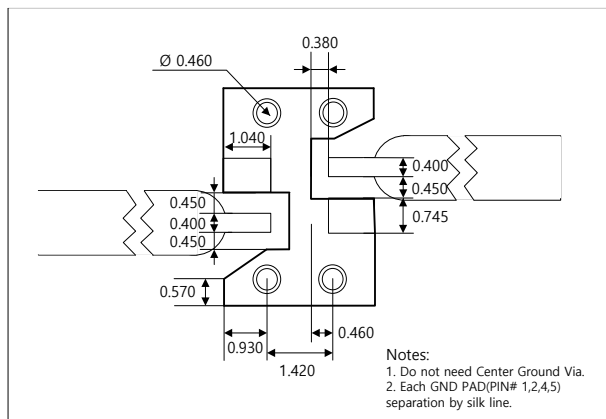 0.380
Ø 0.460
1.040
0.400
0.450
0.450
0.400
0.745
0.450
0.570
0.460
0.930
1.420
Notes:
1. Do not need Center Ground Via.
2. Each GND PAD(PIN# 1,2,4,5)
separation by silk line.